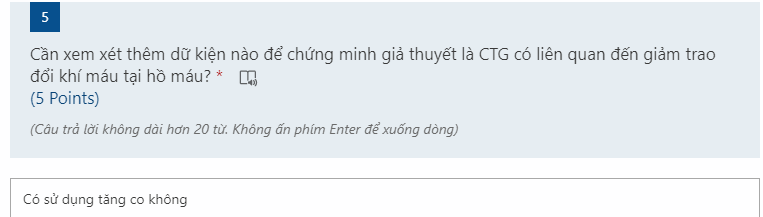 5
Cần xem xét thêm dữ kiện nào để chứng minh giả thuyết là CTG có liên quan đến giảm trao
đổi khí máu tại hồ máu? *
(5 Points)
(Câu trả lời không dài hơn 20 từ. Không ấn phím Enter để xuống dòng)
Có sử dụng tăng co không